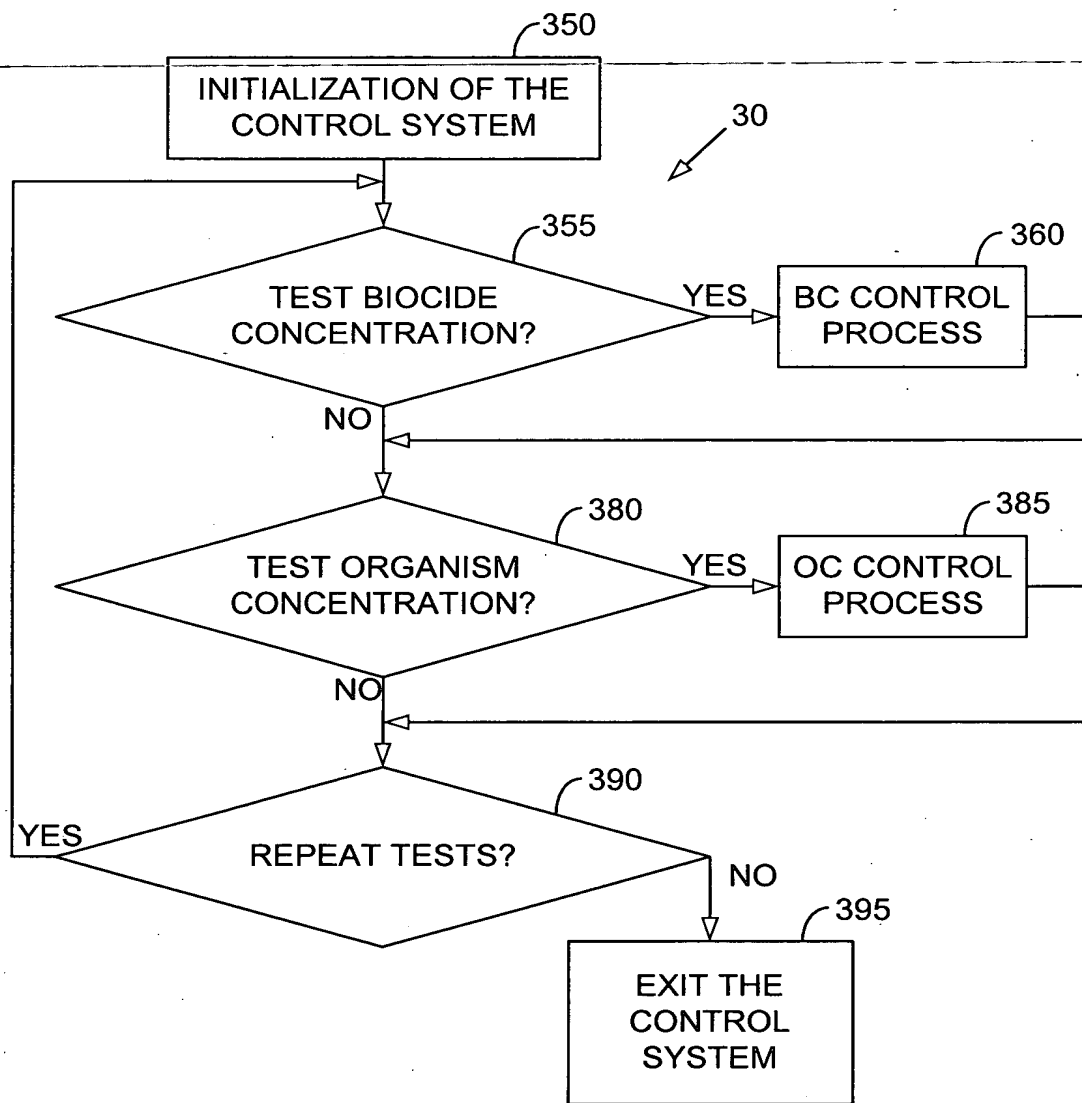 350
INITIALIZATION OF THE
CONTROL SYSTEM
30
355
TEST BIOCIDE
CONCENTRATION?
YES
360
BC CONTROL
PROCESS
NO
380
TEST ORGANISM
CONCENTRATION?
YES
385
OC CONTROL
PROCESS
NO
390
REPEAT TESTS?
YES
NO
395
EXIT THE
CONTROL
SYSTEM